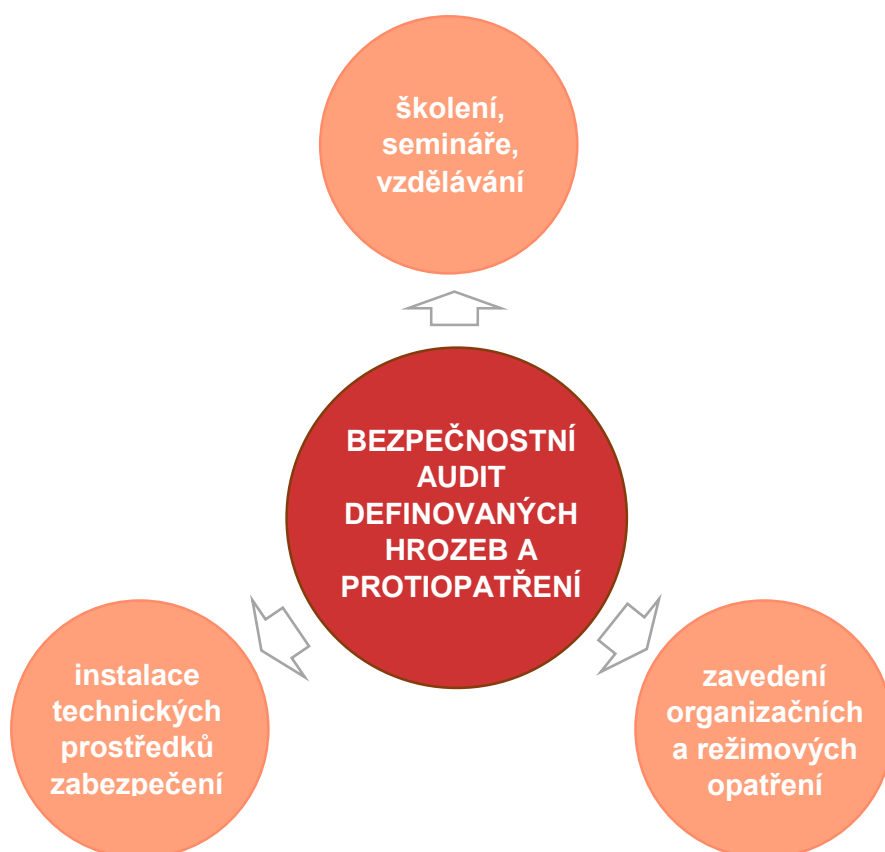 školení,
semináře,
vzdělávání
BEZPEČNOSTNÍ
AUDIT
DEFINOVANÝCH
HROZEB A
PROTIOPATŘENÍ
instalace
technických
prostředků
zabezpečení
zavedení
organizačních
a režimových
opatření